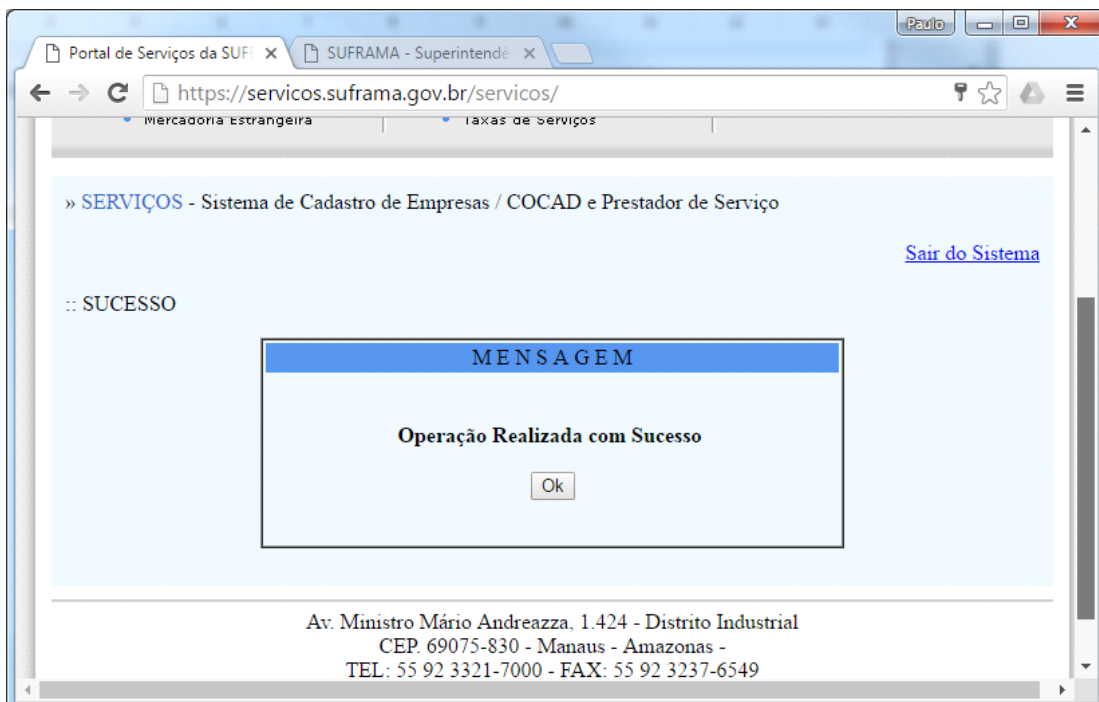 Paulo
Portal de Serviços da SUF
SUFRAMA - Superintendê
https://servicos.suframa.gov.br/servicos/
Mercadoria Estrangeira
Taxas de Serviços
» SERVIÇOS - Sistema de Cadastro de Empresas / COCAD e Prestador de Serviço
Sair do Sistema
:: SUCESSO
M E N S A G E M
Operação Realizada com Sucesso
Ok
Av. Ministro Mário Andreazza, 1.424 - Distrito Industrial
CEP. 69075-830 - Manaus - Amazonas -
TEL: 55 92 3321-7000 - FAX: 55 92 3237-6549